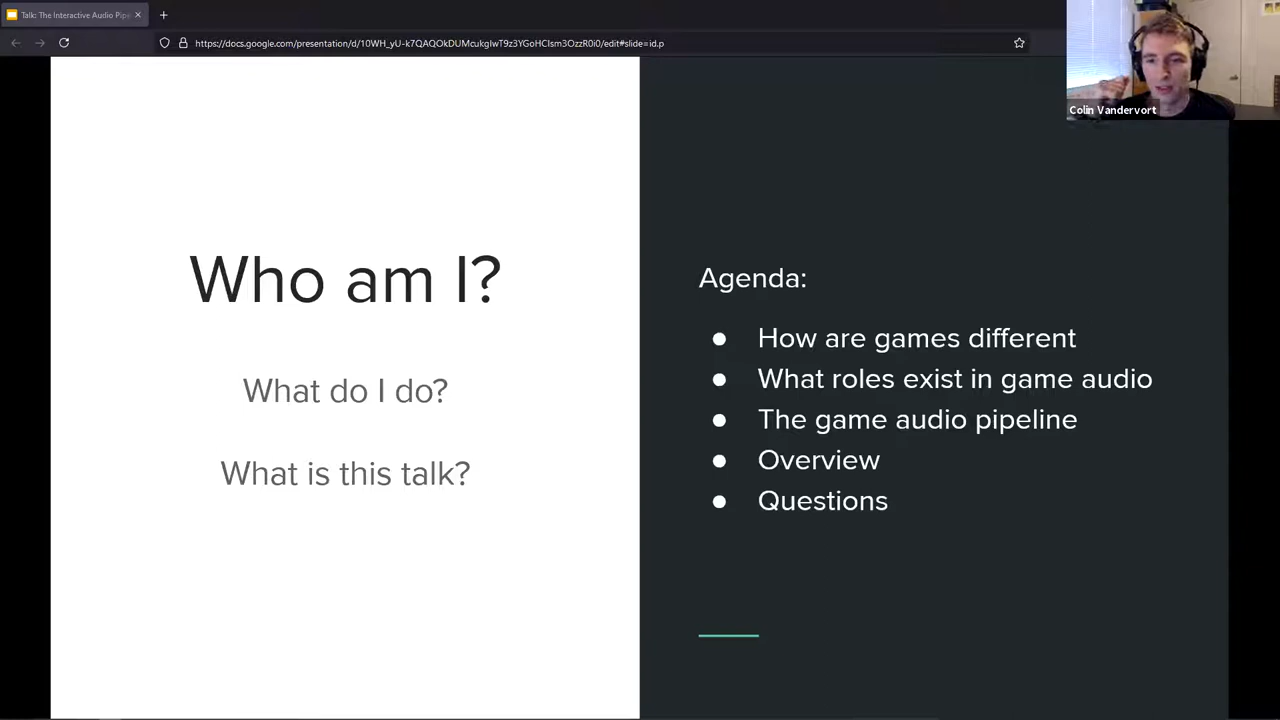 Talk: The Interactive Audio Pipe
https://docs.google.com/presentation/d/10WH_yU-k7QAQOkDUMcukgIwT9z3YGoHCIsm3OzzR0i0/edit#slide=id.p
Colin Vandervort
Who am I?
What do I do?
What is this talk?
Agenda:
● How are games different
● What roles exist in game audio
● The game audio pipeline
● Overview
● Questions